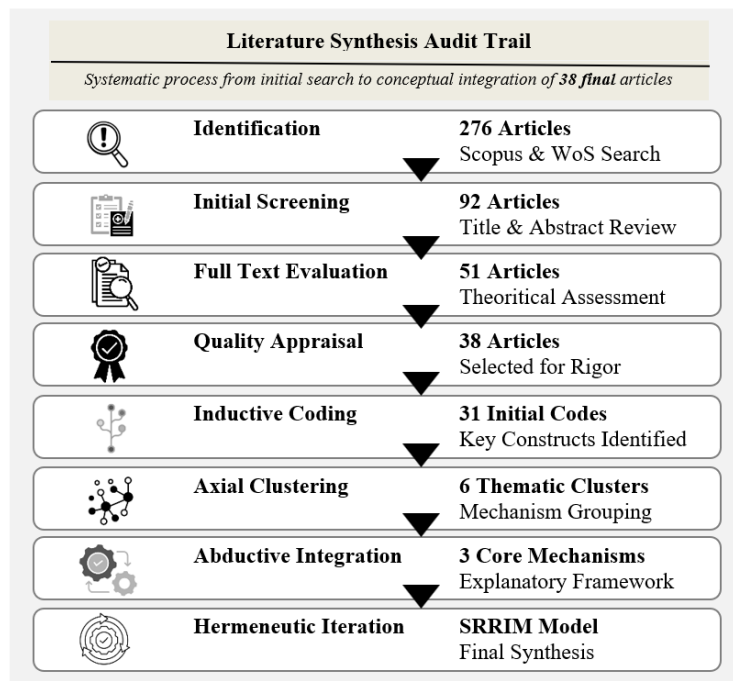 Literature Synthesis Audit Trail
Systematic process from initial search to conceptual integration of 38 final articles
Identification
276 Articles
Scopus & WoS Search
Initial Screening
92 Articles
Title & Abstract Review
Full Text Evaluation
51 Articles
Theoritical Assessment
Quality Appraisal
38 Articles
Selected for Rigor
Inductive Coding
31 Initial Codes
Key Constructs Identified
Axial Clustering
6 Thematic Clusters
Mechanism Grouping
Abductive Integration
3 Core Mechanisms
Explanatory Framework
Hermeneutic Iteration
SRRIM Model
Final Synthesis